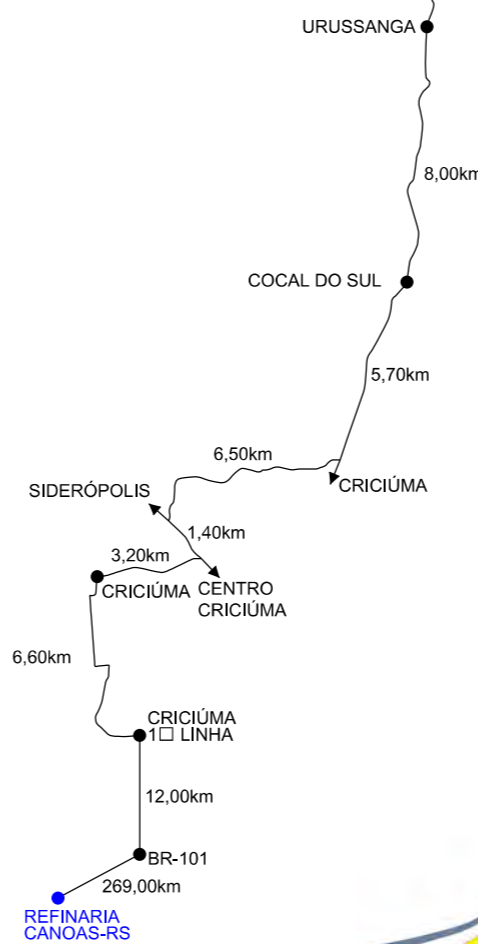 URUSSANGA
8,00km
COCAL DO SUL
5,70km
6,50km
CRICIÚMA
SIDERÓPOLIS
1,40km
3,20km
CRICIÚMA
CENTRO
CRICIÚMA
6,60km
CRICIÚMA
1□ LINHA
12,00km
BR-101
269,00km
REFINARIA
CANOAS-RS